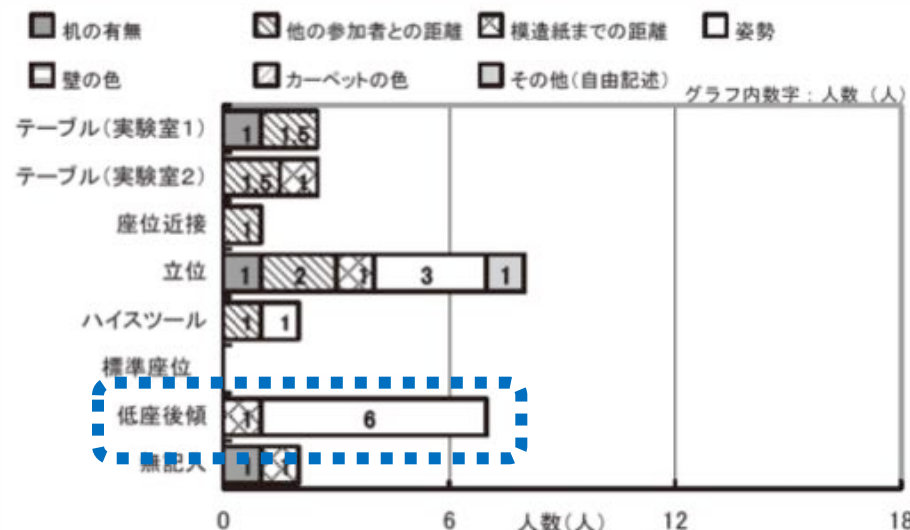 机の有無 他の参加者との距離 模造紙までの距離 姿勢
壁の色 カーペットの色 その他(自由記述)
グラフ内数字:人数(人)
テーブル(実験室1) 1 1.5
テーブル(実験室2) 1.5 1
座位近接 1
立位 1 2 1 3 1
ハイスツール 1 1
標準座位
低座後傾 1 6
無記入 1 1
0 6 12 18
人数(人)